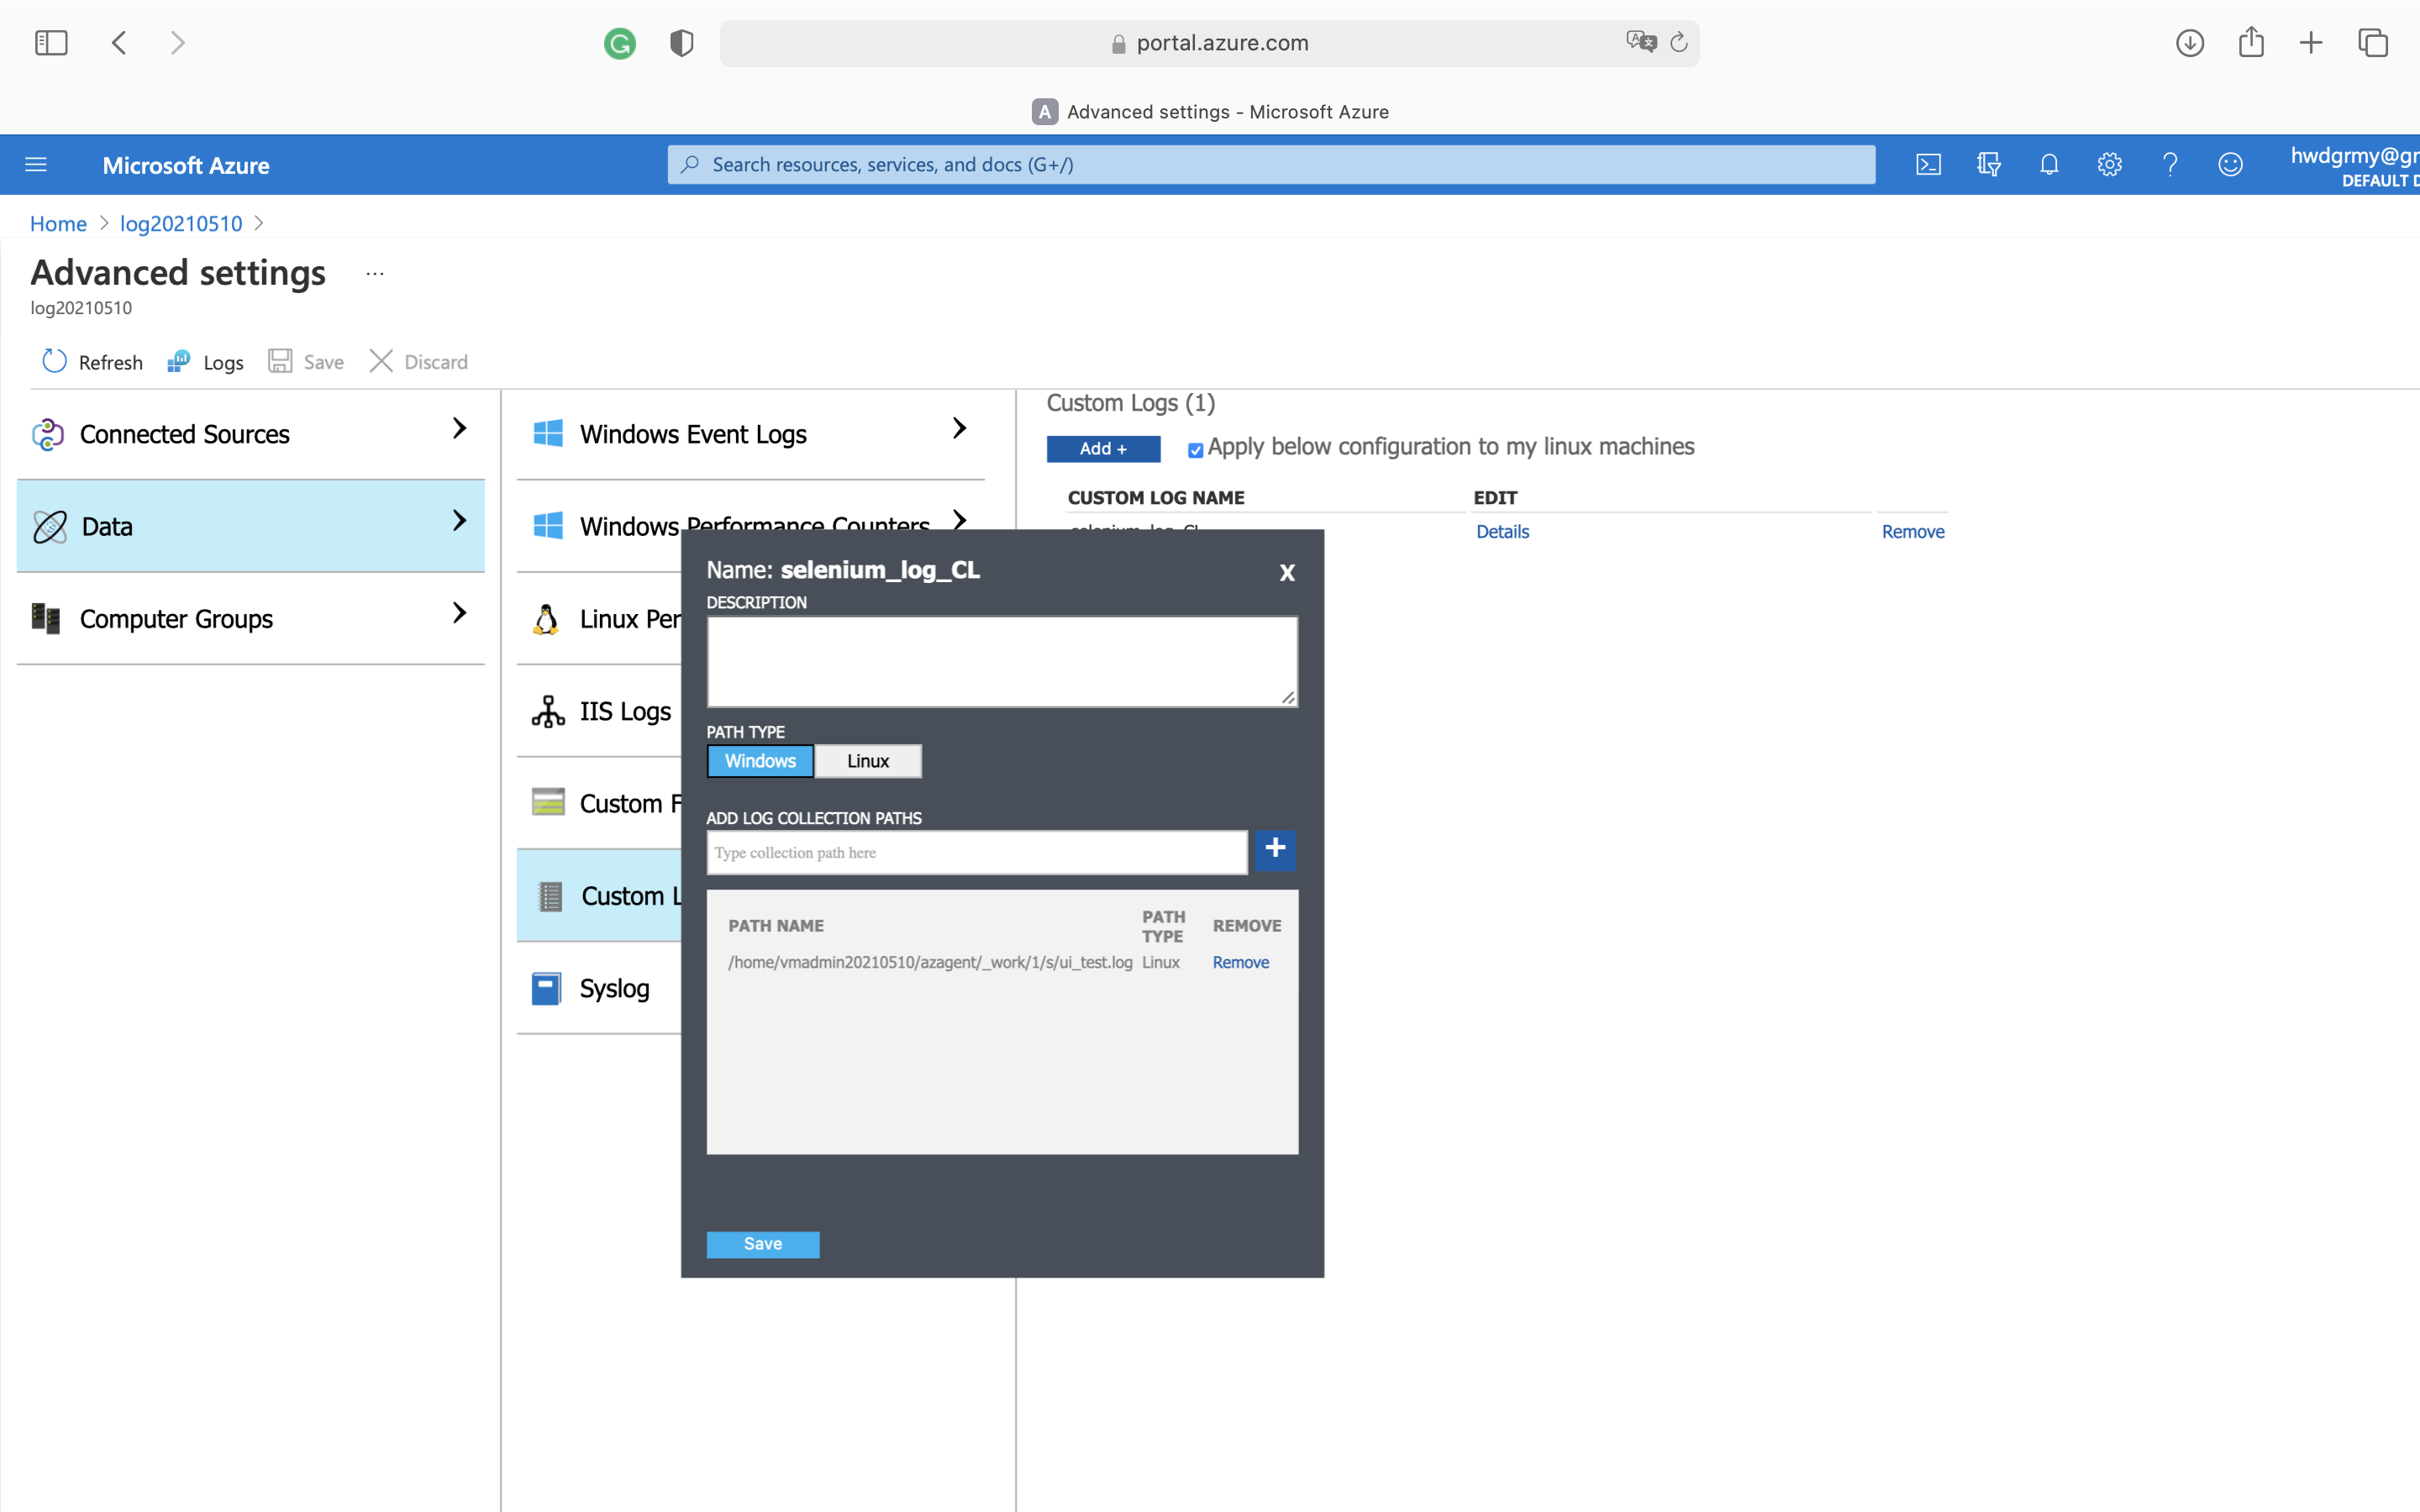 portal.azure.com
A Advanced settings - Microsoft Azure
Microsoft Azure
Search resources, services, and docs (G+/)
hwdgrmy@gr
DEFAULT D
Home > log20210510 >
Advanced settings ...
log20210510
Refresh Logs Save Discard
Connected Sources
Data
Computer Groups
Windows Event Logs
Windows Performance Counters
Linux Per
IIS Logs
Custom F
Custom L
Syslog
Custom Logs (1)
Add + Apply below configuration to my linux machines
CUSTOM LOG NAME EDIT
selenium_log_CL Details Remove
Name: selenium_log_CL X
DESCRIPTION
PATH TYPE
Windows Linux
ADD LOG COLLECTION PATHS
Type collection path here +
PATH NAME PATH TYPE REMOVE
/home/vmadmin20210510/azagent/_work/1/s/ui_test.log Linux Remove
Save